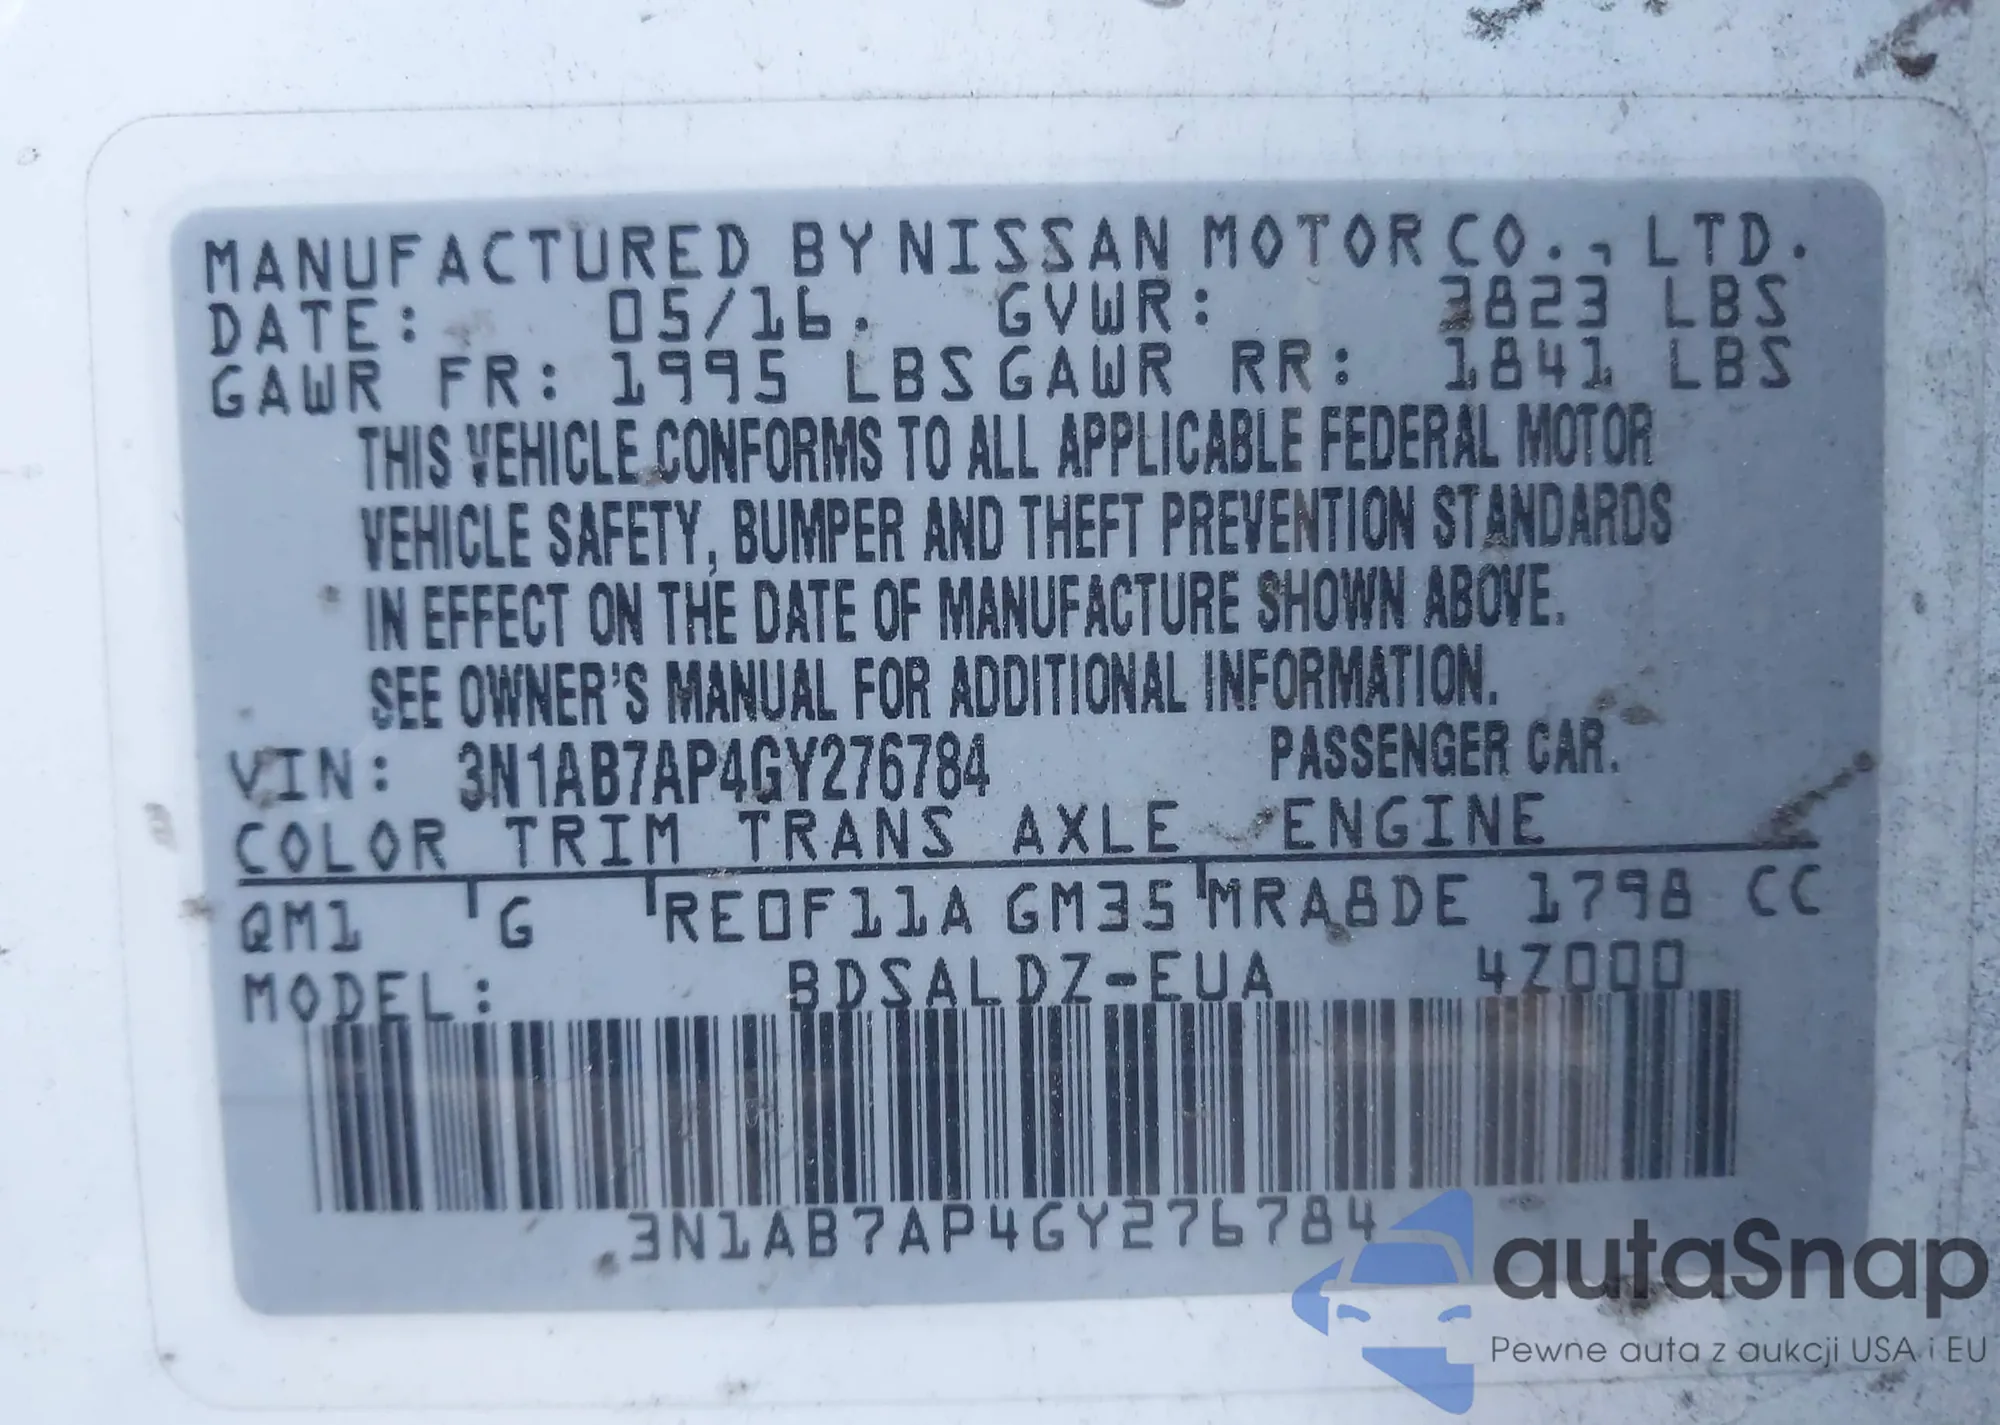 MANUFACTURED BY NISSAN MOTOR CO., LTD.
DATE: 05/16. GVWR: 3823 LBS
GAWR FR: 1995 LBS GAWR RR: 1841 LBS
THIS VEHICLE CONFORMS TO ALL APPLICABLE FEDERAL MOTOR
VEHICLE SAFETY, BUMPER AND THEFT PREVENTION STANDARDS
IN EFFECT ON THE DATE OF MANUFACTURE SHOWN ABOVE.
SEE OWNER'S MANUAL FOR ADDITIONAL INFORMATION.
VIN: 3N1AB7AP4GY276784 PASSENGER CAR.
COLOR TRIM TRANS AXLE ENGINE
QM1 G RE0F11A GM35 MRA8DE 1798 CC
MODEL: BDSALDZ-EUA 4Z000
3N1AB7AP4GY276784
autaSnap
Pewne auta z aukcji USA i EU